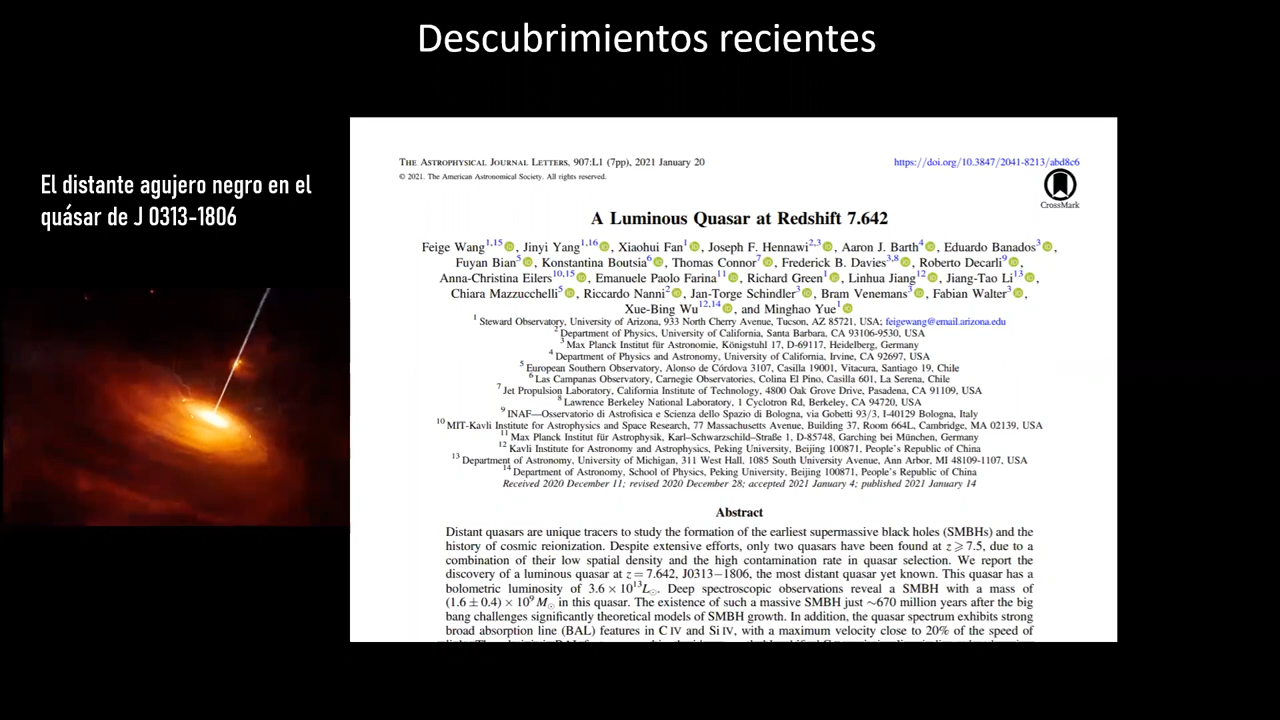 Descubrimientos recientes
El distante agujero negro en el
quásar de J 0313-1806
THE ASTROPHYSICAL JOURNAL LETTERS, 907:L1 (7pp), 2021 January 20
https://doi.org/10.3847/2041-8213/abd8c6
© 2021. The American Astronomical Society. All rights reserved.
CrossMark
A Luminous Quasar at Redshift 7.642
Feige Wang1,15, Jinyi Yang1,16, Xiaohui Fan1, Joseph F. Hennawi2,3, Aaron J. Barth4, Eduardo Banados3,
Fuyan Bian5, Konstantina Boutsia6, Thomas Connor7, Frederick B. Davies3,8, Roberto Decarli9,
Anna-Christina Eilers10,15, Emanuele Paolo Farina11, Richard Green1, Linhua Jiang12, Jiang-Tao Li13,
Chiara Mazzucchelli5, Riccardo Nanni2, Jan-Torge Schindler3, Bram Venemans3, Fabian Walter3,
Xue-Bing Wu12,14, and Minghao Yue1
1 Steward Observatory, University of Arizona, 933 North Cherry Avenue, Tucson, AZ 85721, USA; feigewang@email.arizona.edu
2 Department of Physics, University of California, Santa Barbara, CA 93106-9530, USA
3 Max Planck Institut für Astronomie, Königstuhl 17, D-69117, Heidelberg, Germany
4 Department of Physics and Astronomy, University of California, Irvine, CA 92697, USA
5 European Southern Observatory, Alonso de Córdova 3107, Casilla 19001, Vitacura, Santiago 19, Chile
6 Las Campanas Observatory, Carnegie Observatories, Colina El Pino, Casilla 601, La Serena, Chile
7 Jet Propulsion Laboratory, California Institute of Technology, 4800 Oak Grove Drive, Pasadena, CA 91109, USA
8 Lawrence Berkeley National Laboratory, 1 Cyclotron Rd, Berkeley, CA 94720, USA
9 INAF—Osservatorio di Astrofisica e Scienza dello Spazio di Bologna, via Gobetti 93/3, I-40129 Bologna, Italy
10 MIT-Kavli Institute for Astrophysics and Space Research, 77 Massachusetts Avenue, Building 37, Room 664L, Cambridge, MA 02139, USA
11 Max Planck Institut für Astrophysik, Karl–Schwarzschild–Straße 1, D-85748, Garching bei München, Germany
12 Kavli Institute for Astronomy and Astrophysics, Peking University, Beijing 100871, People's Republic of China
13 Department of Astronomy, University of Michigan, 311 West Hall, 1085 South University Avenue, Ann Arbor, MI 48109-1107, USA
14 Department of Astronomy, School of Physics, Peking University, Beijing 100871, People's Republic of China
Received 2020 December 11; revised 2020 December 28; accepted 2021 January 4; published 2021 January 14
Abstract
Distant quasars are unique tracers to study the formation of the earliest supermassive black holes (SMBHs) and the
history of cosmic reionization. Despite extensive efforts, only two quasars have been found at z ⩾ 7.5, due to a
combination of their low spatial density and the high contamination rate in quasar selection. We report the
discovery of a luminous quasar at z = 7.642, J0313−1806, the most distant quasar yet known. This quasar has a
bolometric luminosity of 3.6 × 10^13 L☉. Deep spectroscopic observations reveal a SMBH with a mass of
(1.6 ± 0.4) × 10^9 M☉ in this quasar. The existence of such a massive SMBH just ~670 million years after the big
bang challenges significantly theoretical models of SMBH growth. In addition, the quasar spectrum exhibits strong
broad absorption line (BAL) features in C IV and Si IV, with a maximum velocity close to 20% of the speed of